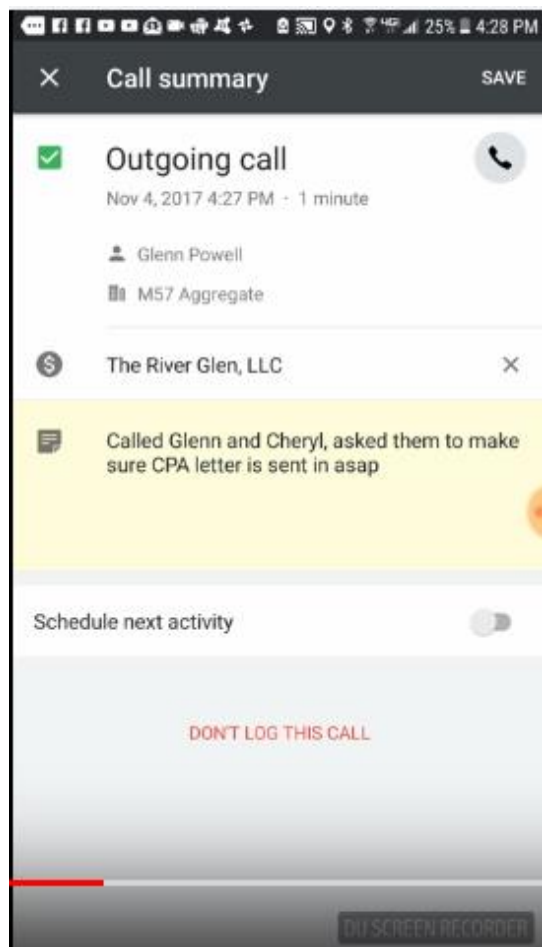 25% 4:28 PM
Call summary SAVE
Outgoing call
Nov 4, 2017 4:27 PM · 1 minute
Glenn Powell
M57 Aggregate
The River Glen, LLC
Called Glenn and Cheryl, asked them to make
sure CPA letter is sent in asap
Schedule next activity
DON'T LOG THIS CALL
DU SCREEN RECORDER